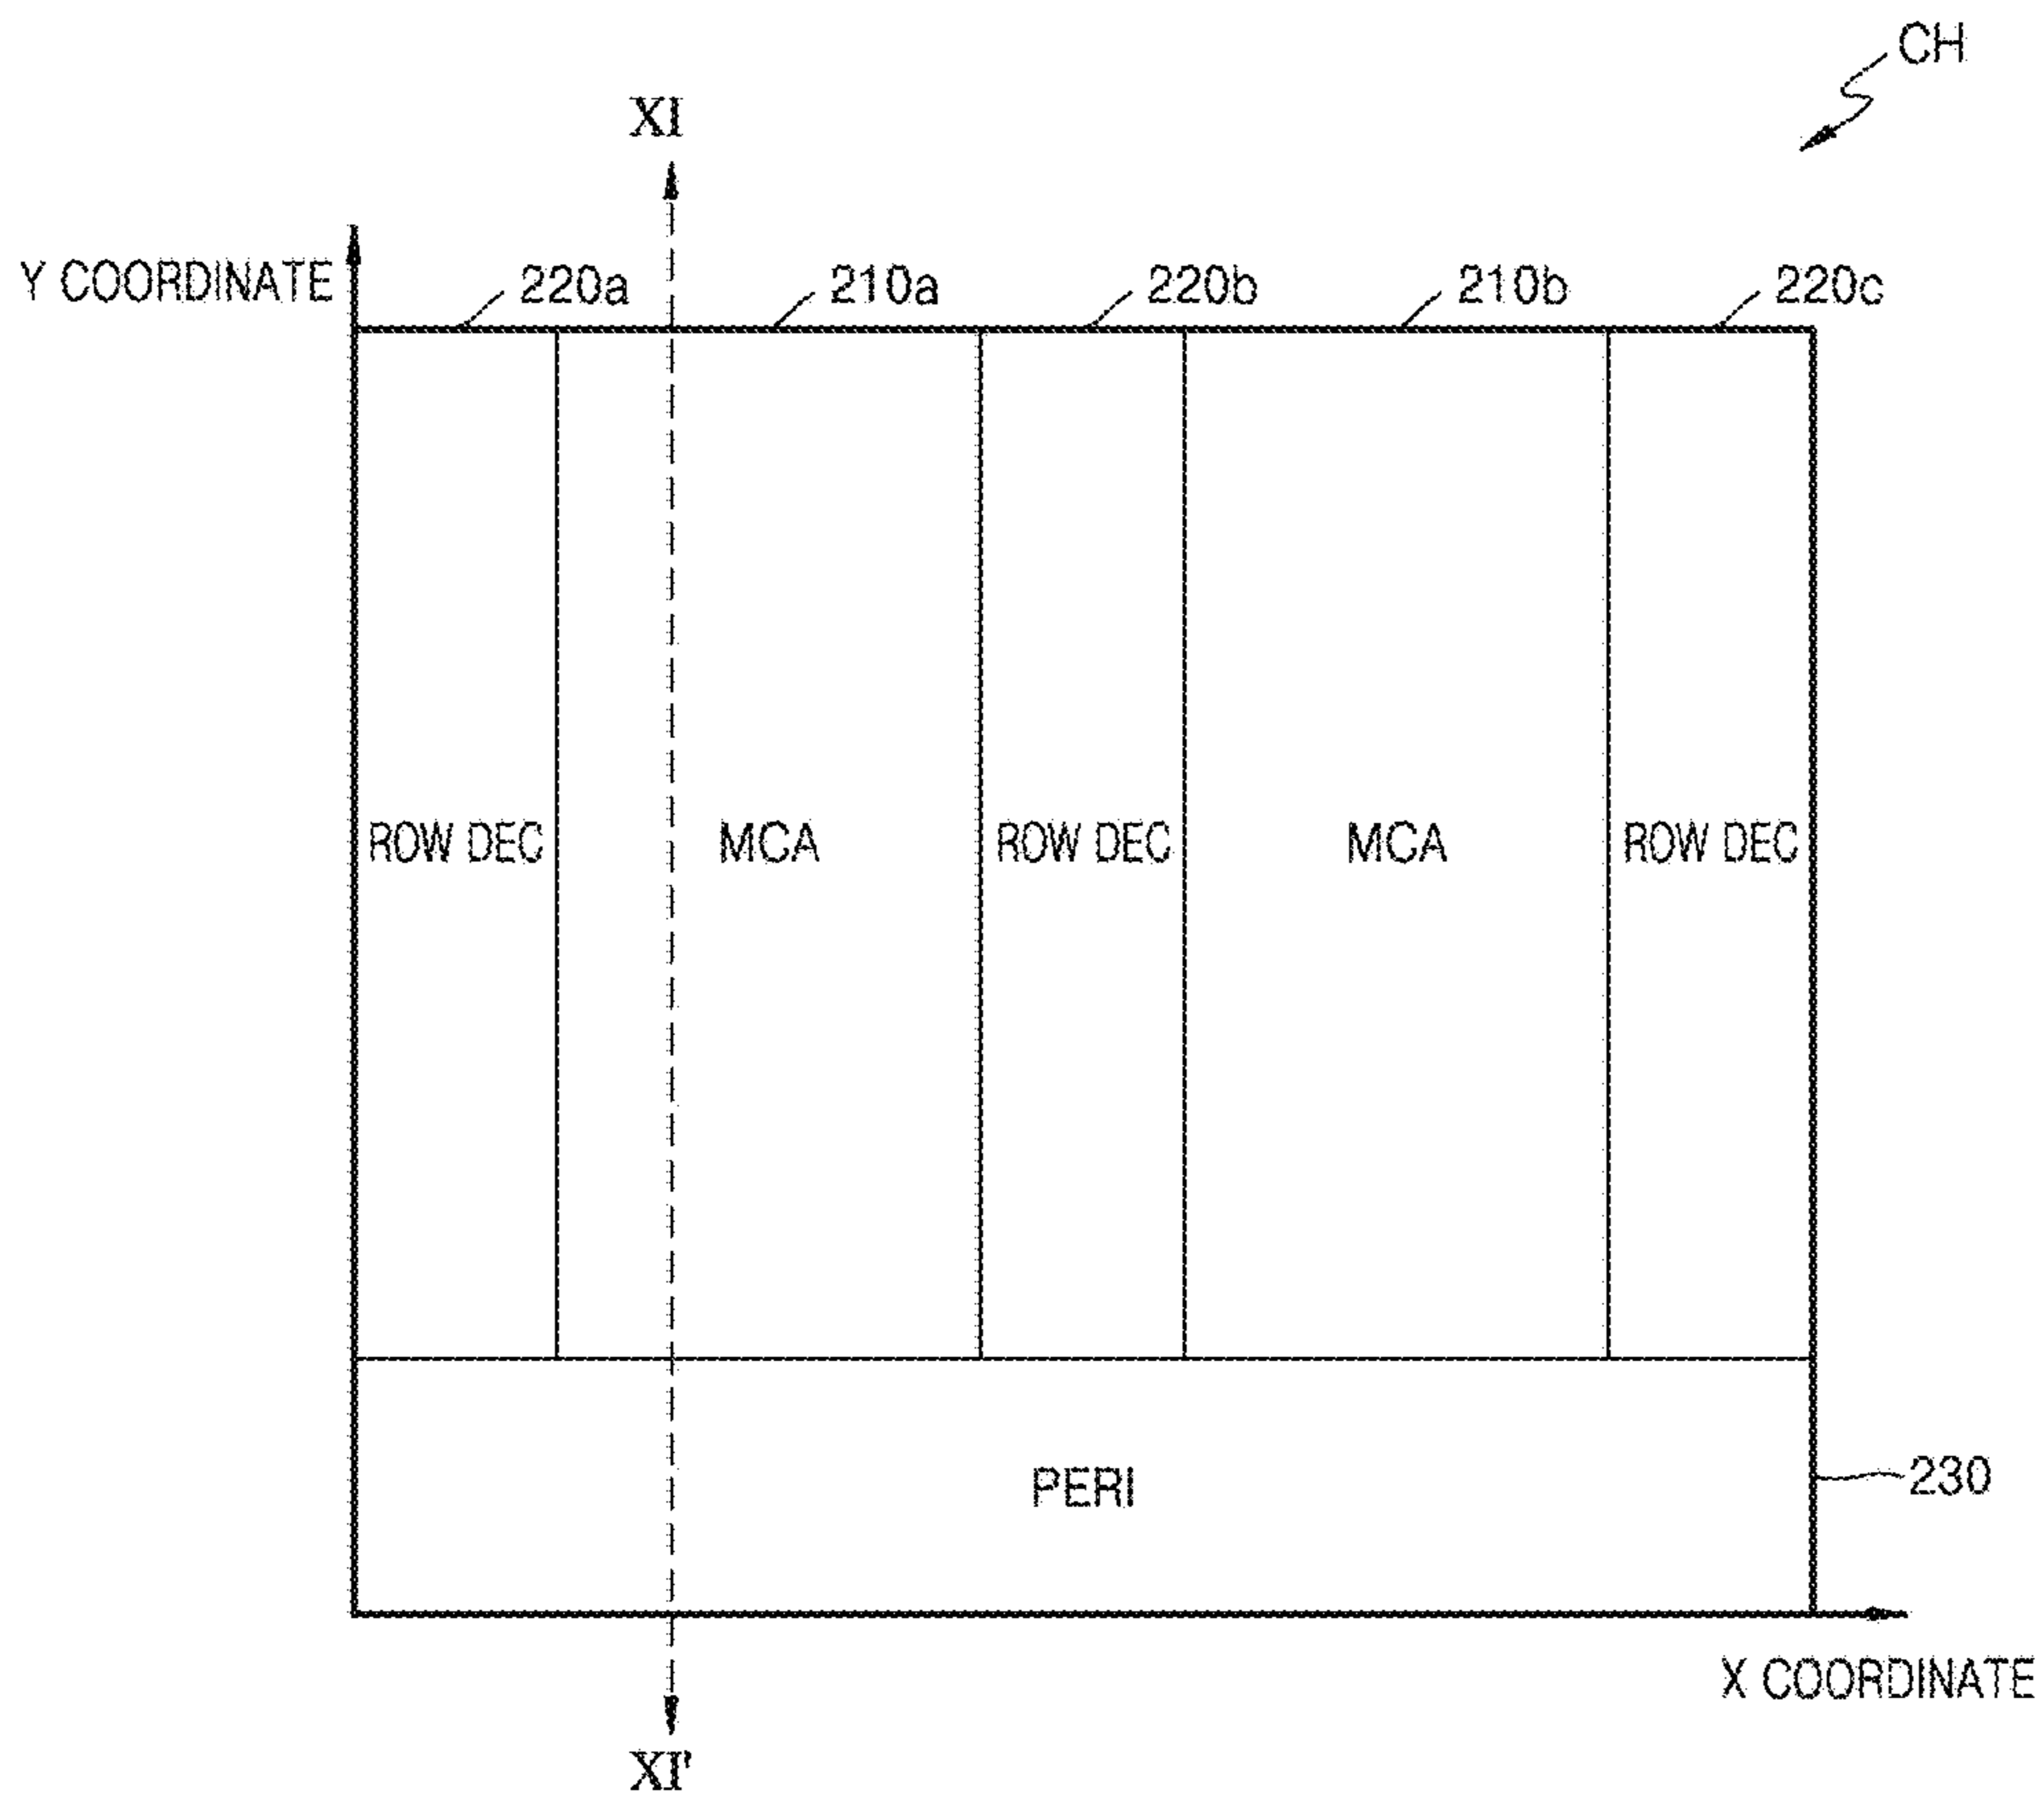 CH
XI
Y COORDINATE
220a 210a 220b 210b 220c
ROW DEC MCA ROW DEC MCA ROW DEC
PERI
230
X COORDINATE
XI'